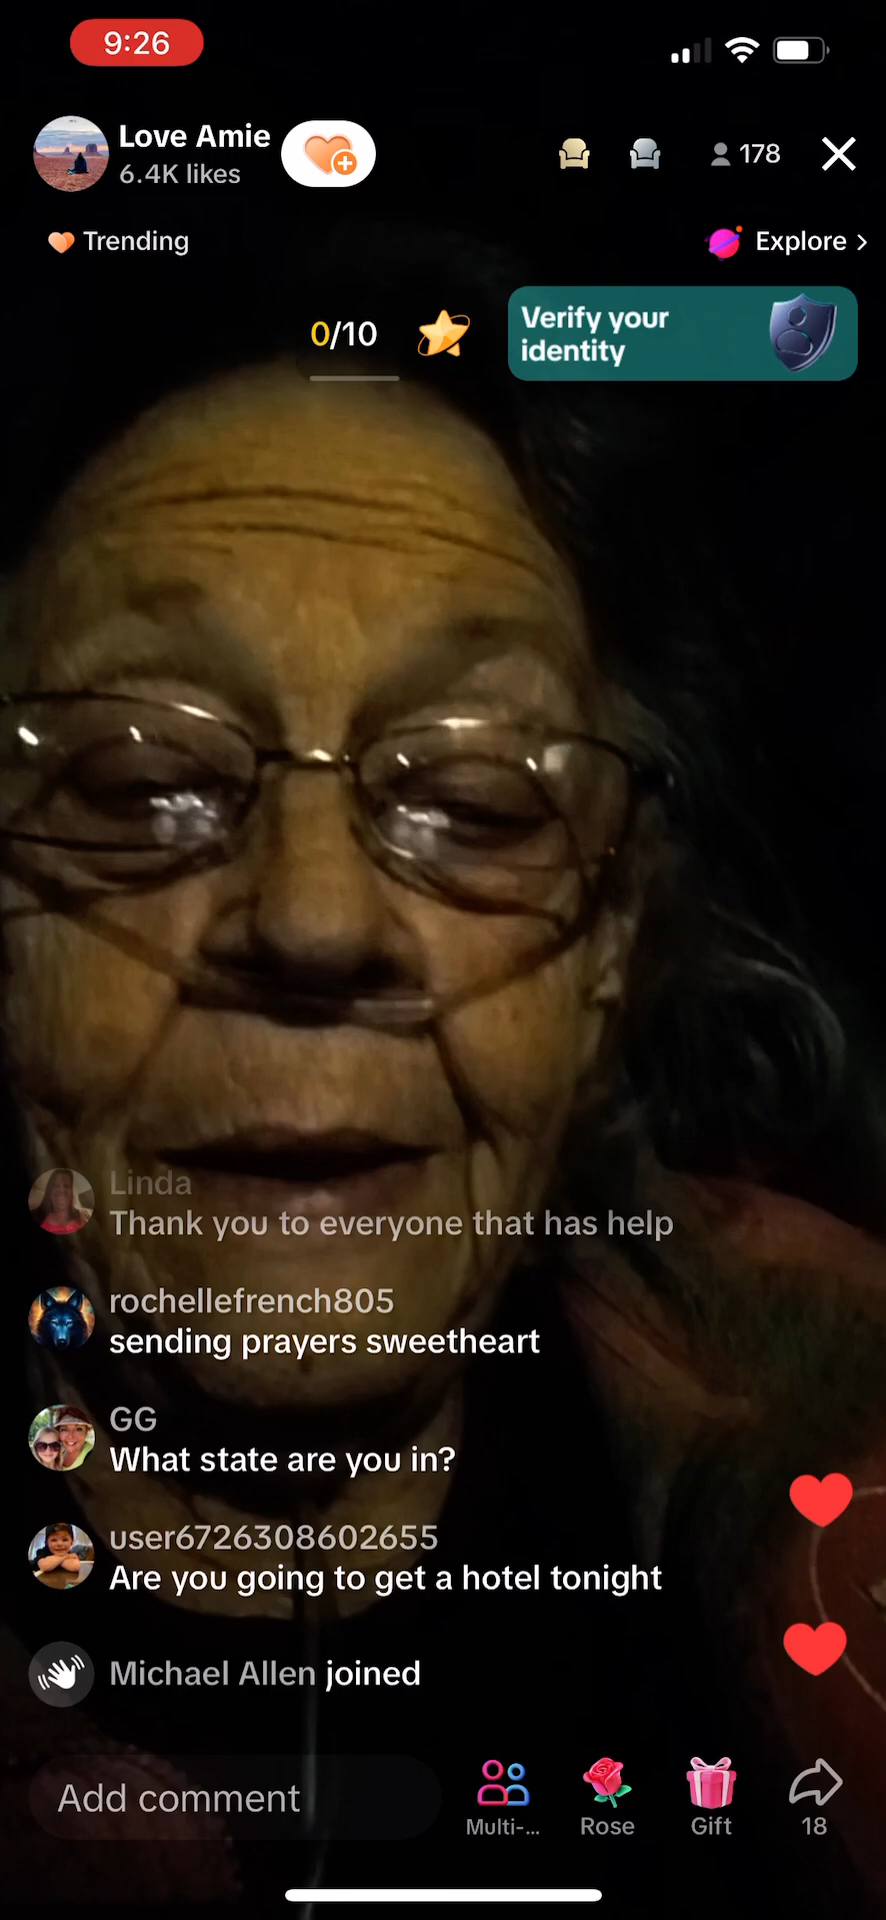 9:26
Love Amie
6.4K likes
178
Trending
Explore >
0/10
Verify your
identity
Linda
Thank you to everyone that has help
rochellefrench805
sending prayers sweetheart
GG
What state are you in?
user6726308602655
Are you going to get a hotel tonight
Michael Allen joined
Add comment
Multi-...
Rose
Gift
18